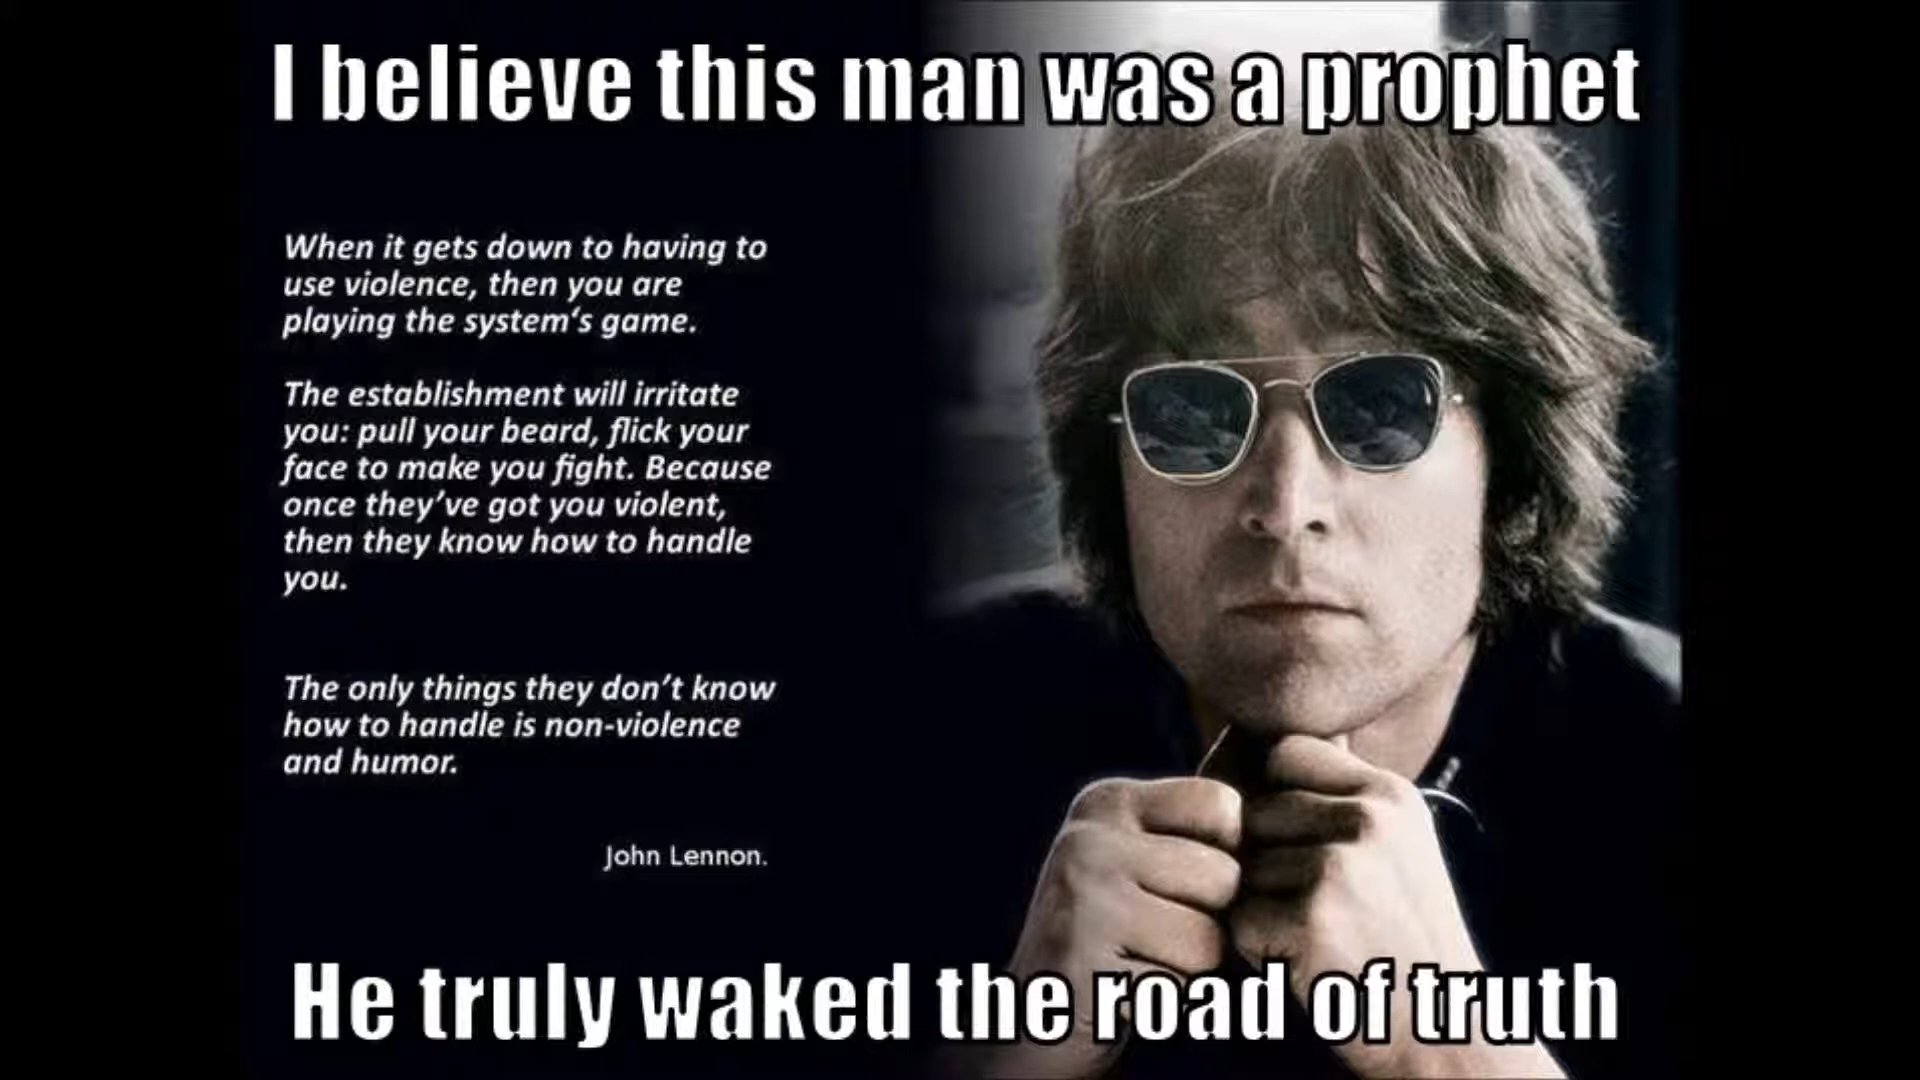 I believe this man was a prophet
When it gets down to having to
use violence, then you are
playing the system‘s game.
The establishment will irritate
you: pull your beard, flick your
face to make you fight. Because
once they’ve got you violent,
then they know how to handle
you.
The only things they don’t know
how to handle is non-violence
and humor.
John Lennon.
He truly waked the road of truth